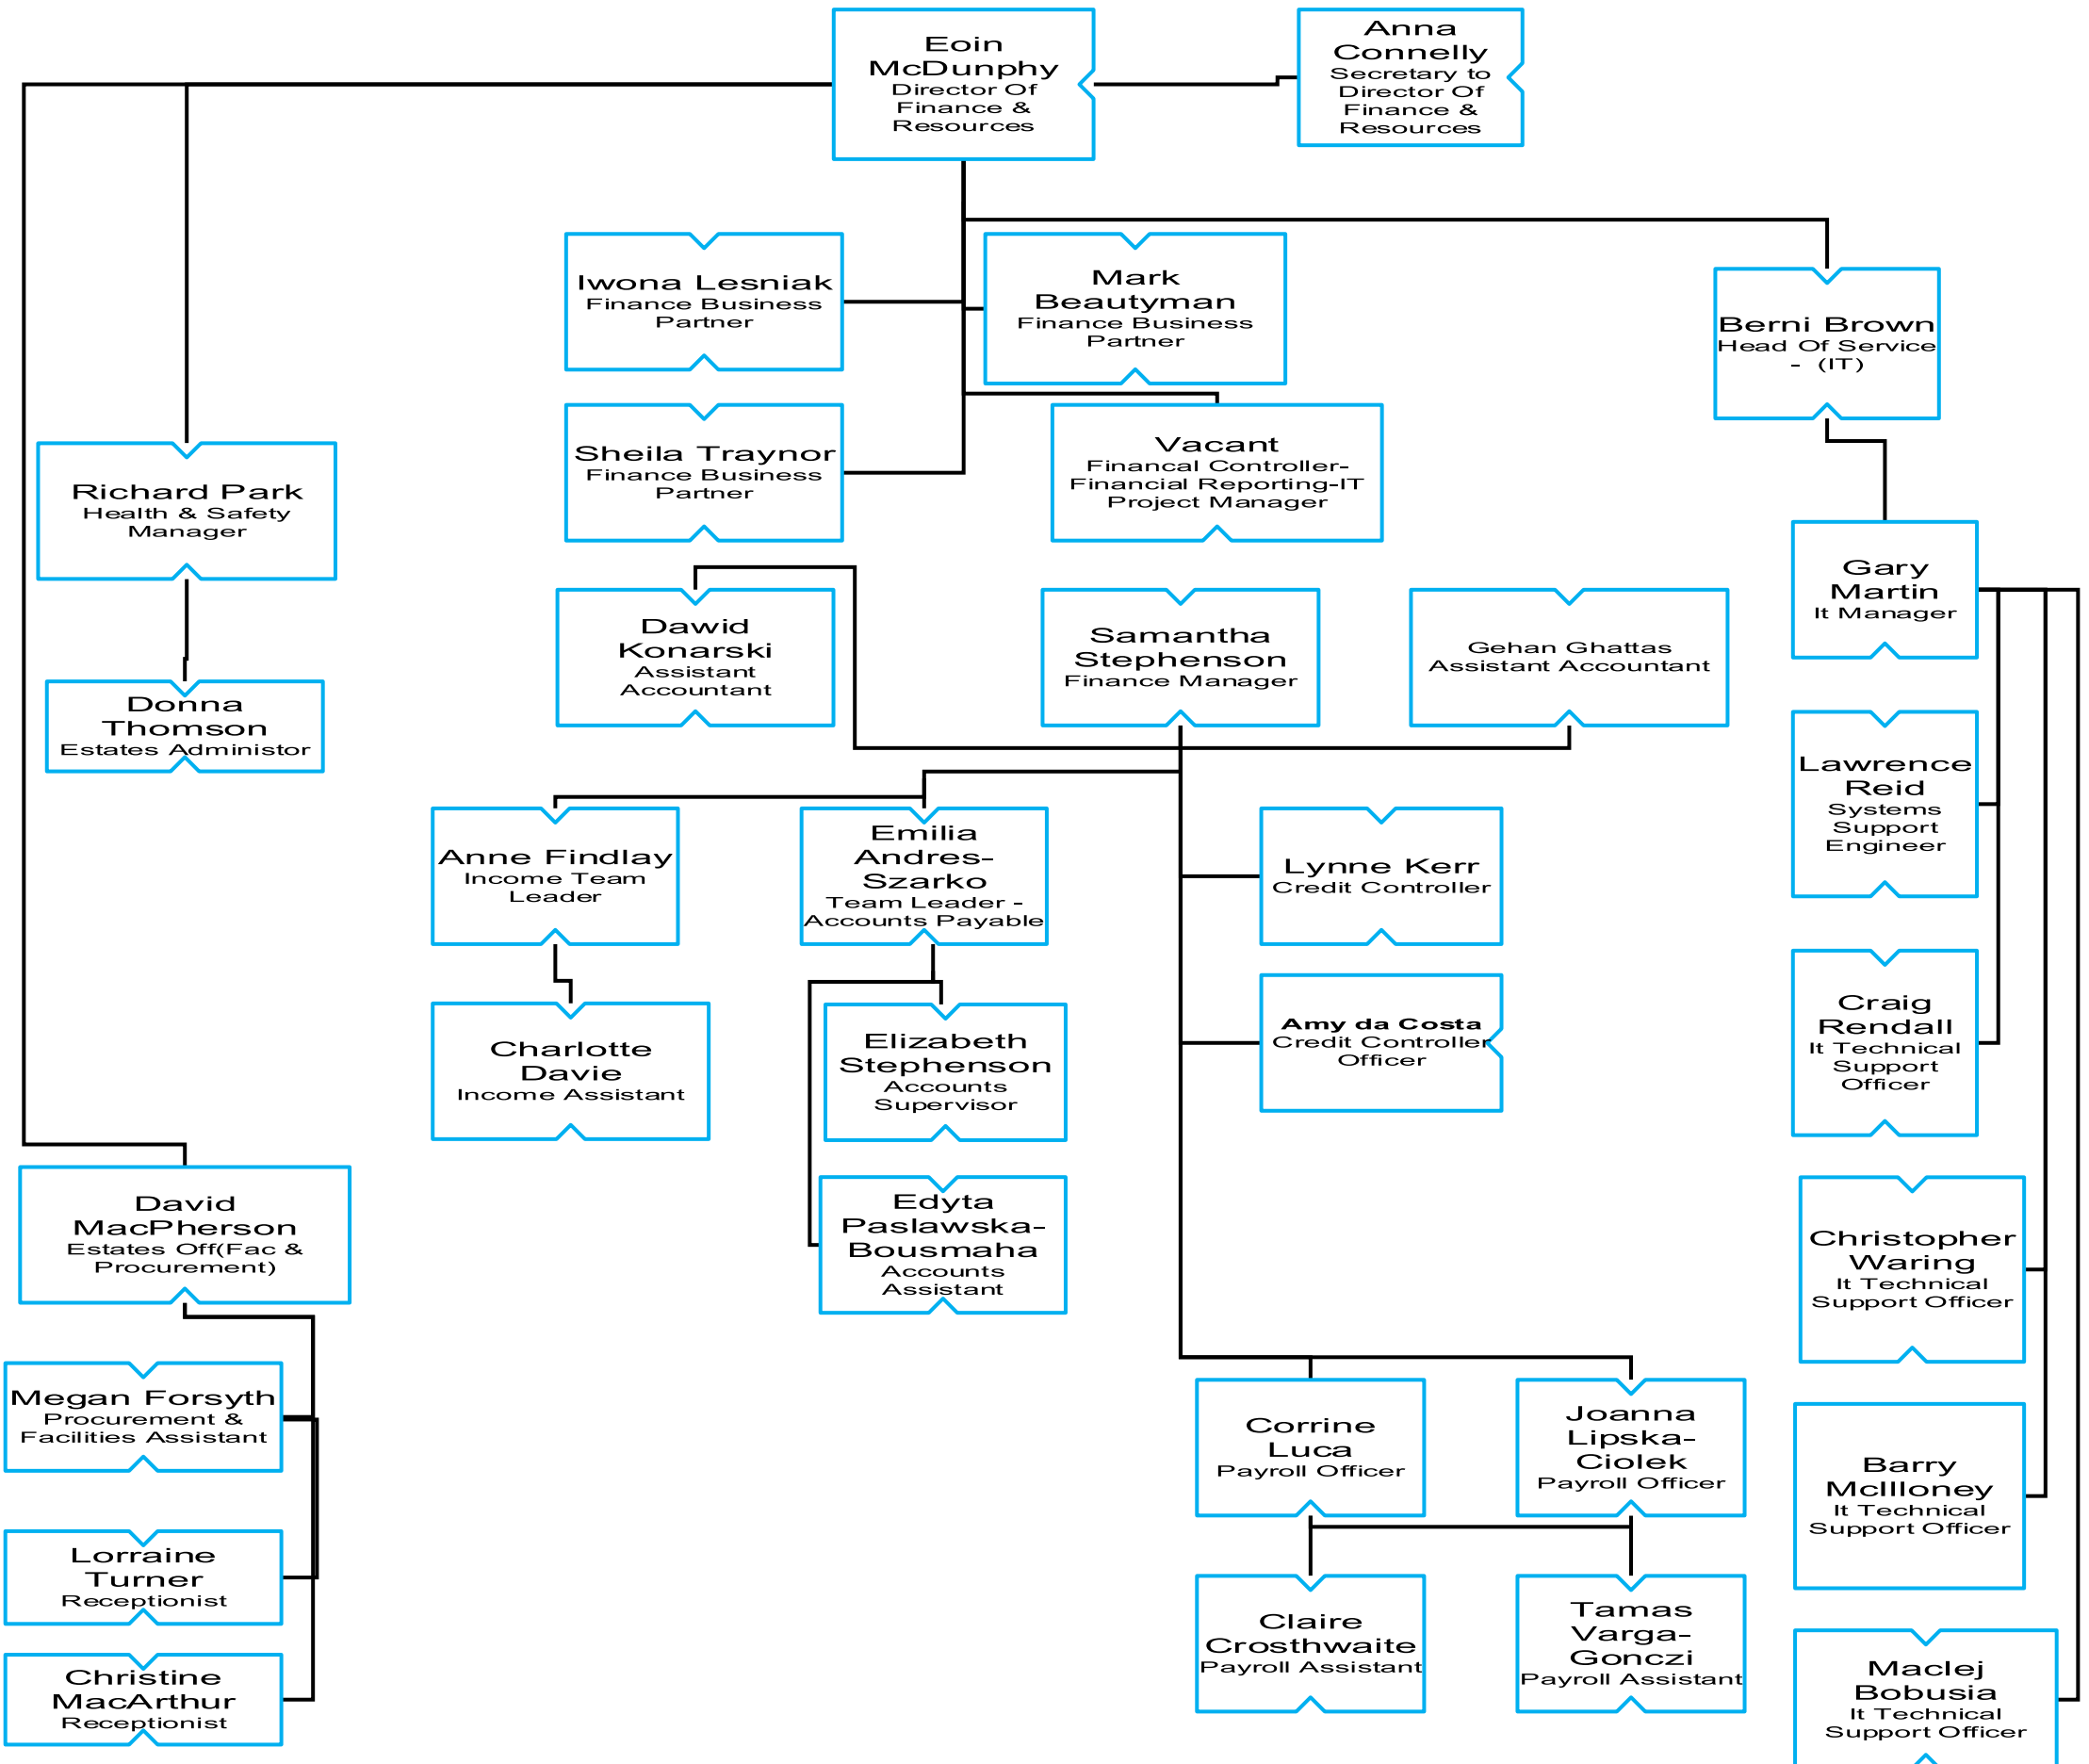 Eoin
McDunphy
Director Of
Finance &
Resources
Anna
Connelly
Secretary to
Director Of
Finance &
Resources
Iwona Lesniak
Finance Business
Partner
Mark
Beautyman
Finance Business
Partner
Berni Brown
Head Of Service
- (IT)
Sheila Traynor
Finance Business
Partner
Vacant
Financal Controller-
Financial Reporting-IT
Project Manager
Richard Park
Health & Safety
Manager
Gary
Martin
It Manager
Dawid
Konarski
Assistant
Accountant
Samantha
Stephenson
Finance Manager
Gehan Ghattas
Assistant Accountant
Donna
Thomson
Estates Administor
Lawrence
Reid
Systems
Support
Engineer
Anne Findlay
Income Team
Leader
Emilia
Andres-
Szarko
Team Leader -
Accounts Payable
Lynne Kerr
Credit Controller
Charlotte
Davie
Income Assistant
Elizabeth
Stephenson
Accounts
Supervisor
Amy da Costa
Credit Controller
Officer
Craig
Rendall
It Technical
Support
Officer
David
MacPherson
Estates Off(Fac &
Procurement)
Edyta
Paslawska-
Bousmaha
Accounts
Assistant
Christopher
Waring
It Technical
Support Officer
Megan Forsyth
Procurement &
Facilities Assistant
Corrine
Luca
Payroll Officer
Joanna
Lipska-
Ciolek
Payroll Officer
Barry
McIlloney
It Technical
Support Officer
Lorraine
Turner
Receptionist
Claire
Crosthwaite
Payroll Assistant
Tamas
Varga-
Gonczi
Payroll Assistant
Christine
MacArthur
Receptionist
Maclej
Bobusia
It Technical
Support Officer